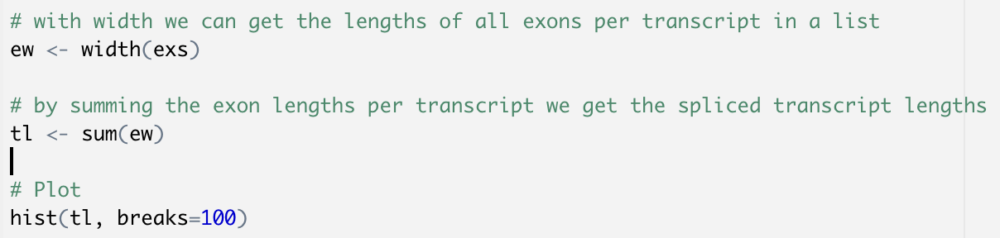 # with width we can get the lengths of all exons per transcript in a list
ew <- width(exs)
# by summing the exon lengths per transcript we get the spliced transcript lengths
tl <- sum(ew)
# Plot
hist(tl, breaks=100)